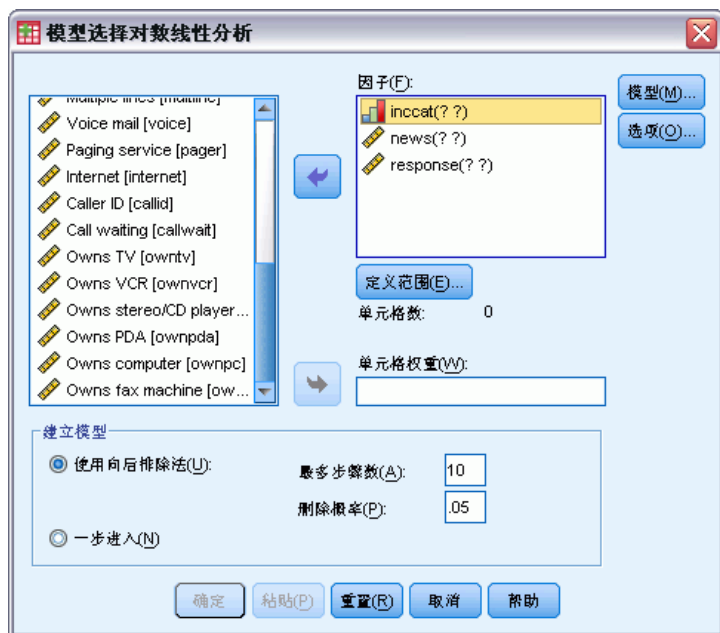 模型选择对数线性分析
Multiple lines [multline]
Voice mail [voice]
Paging service [pager]
Internet [internet]
Caller ID [callid]
Call waiting [callwait]
Owns TV [owntv]
Owns VCR [ownvcr]
Owns stereo/CD player...
Owns PDA [ownpda]
Owns computer [ownpc]
Owns fax machine [ow...
因子(F):
inccat(? ?)
news(? ?)
response(? ?)
定义范围(E)...
单元格数: 0
单元格权重(W):
模型(M)...
选项(O)...
建立模型
使用向后排除法(U):
最多步骤数(A): 10
删除概率(P): .05
一步进入(N)
确定 粘贴(P) 重置(R) 取消 帮助